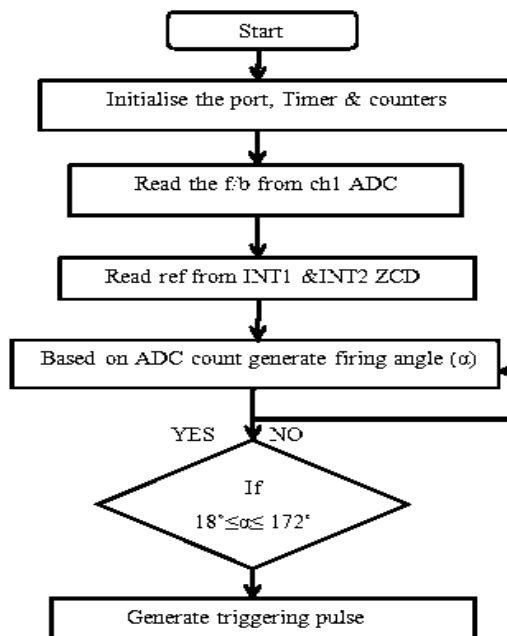 Start
Initialise the port, Timer & counters
Read the f/b from ch1 ADC
Read ref from INT1 &INT2 ZCD
Based on ADC count generate firing angle (α)
YES NO
If
18˚≤α≤ 172˚
Generate triggering pulse